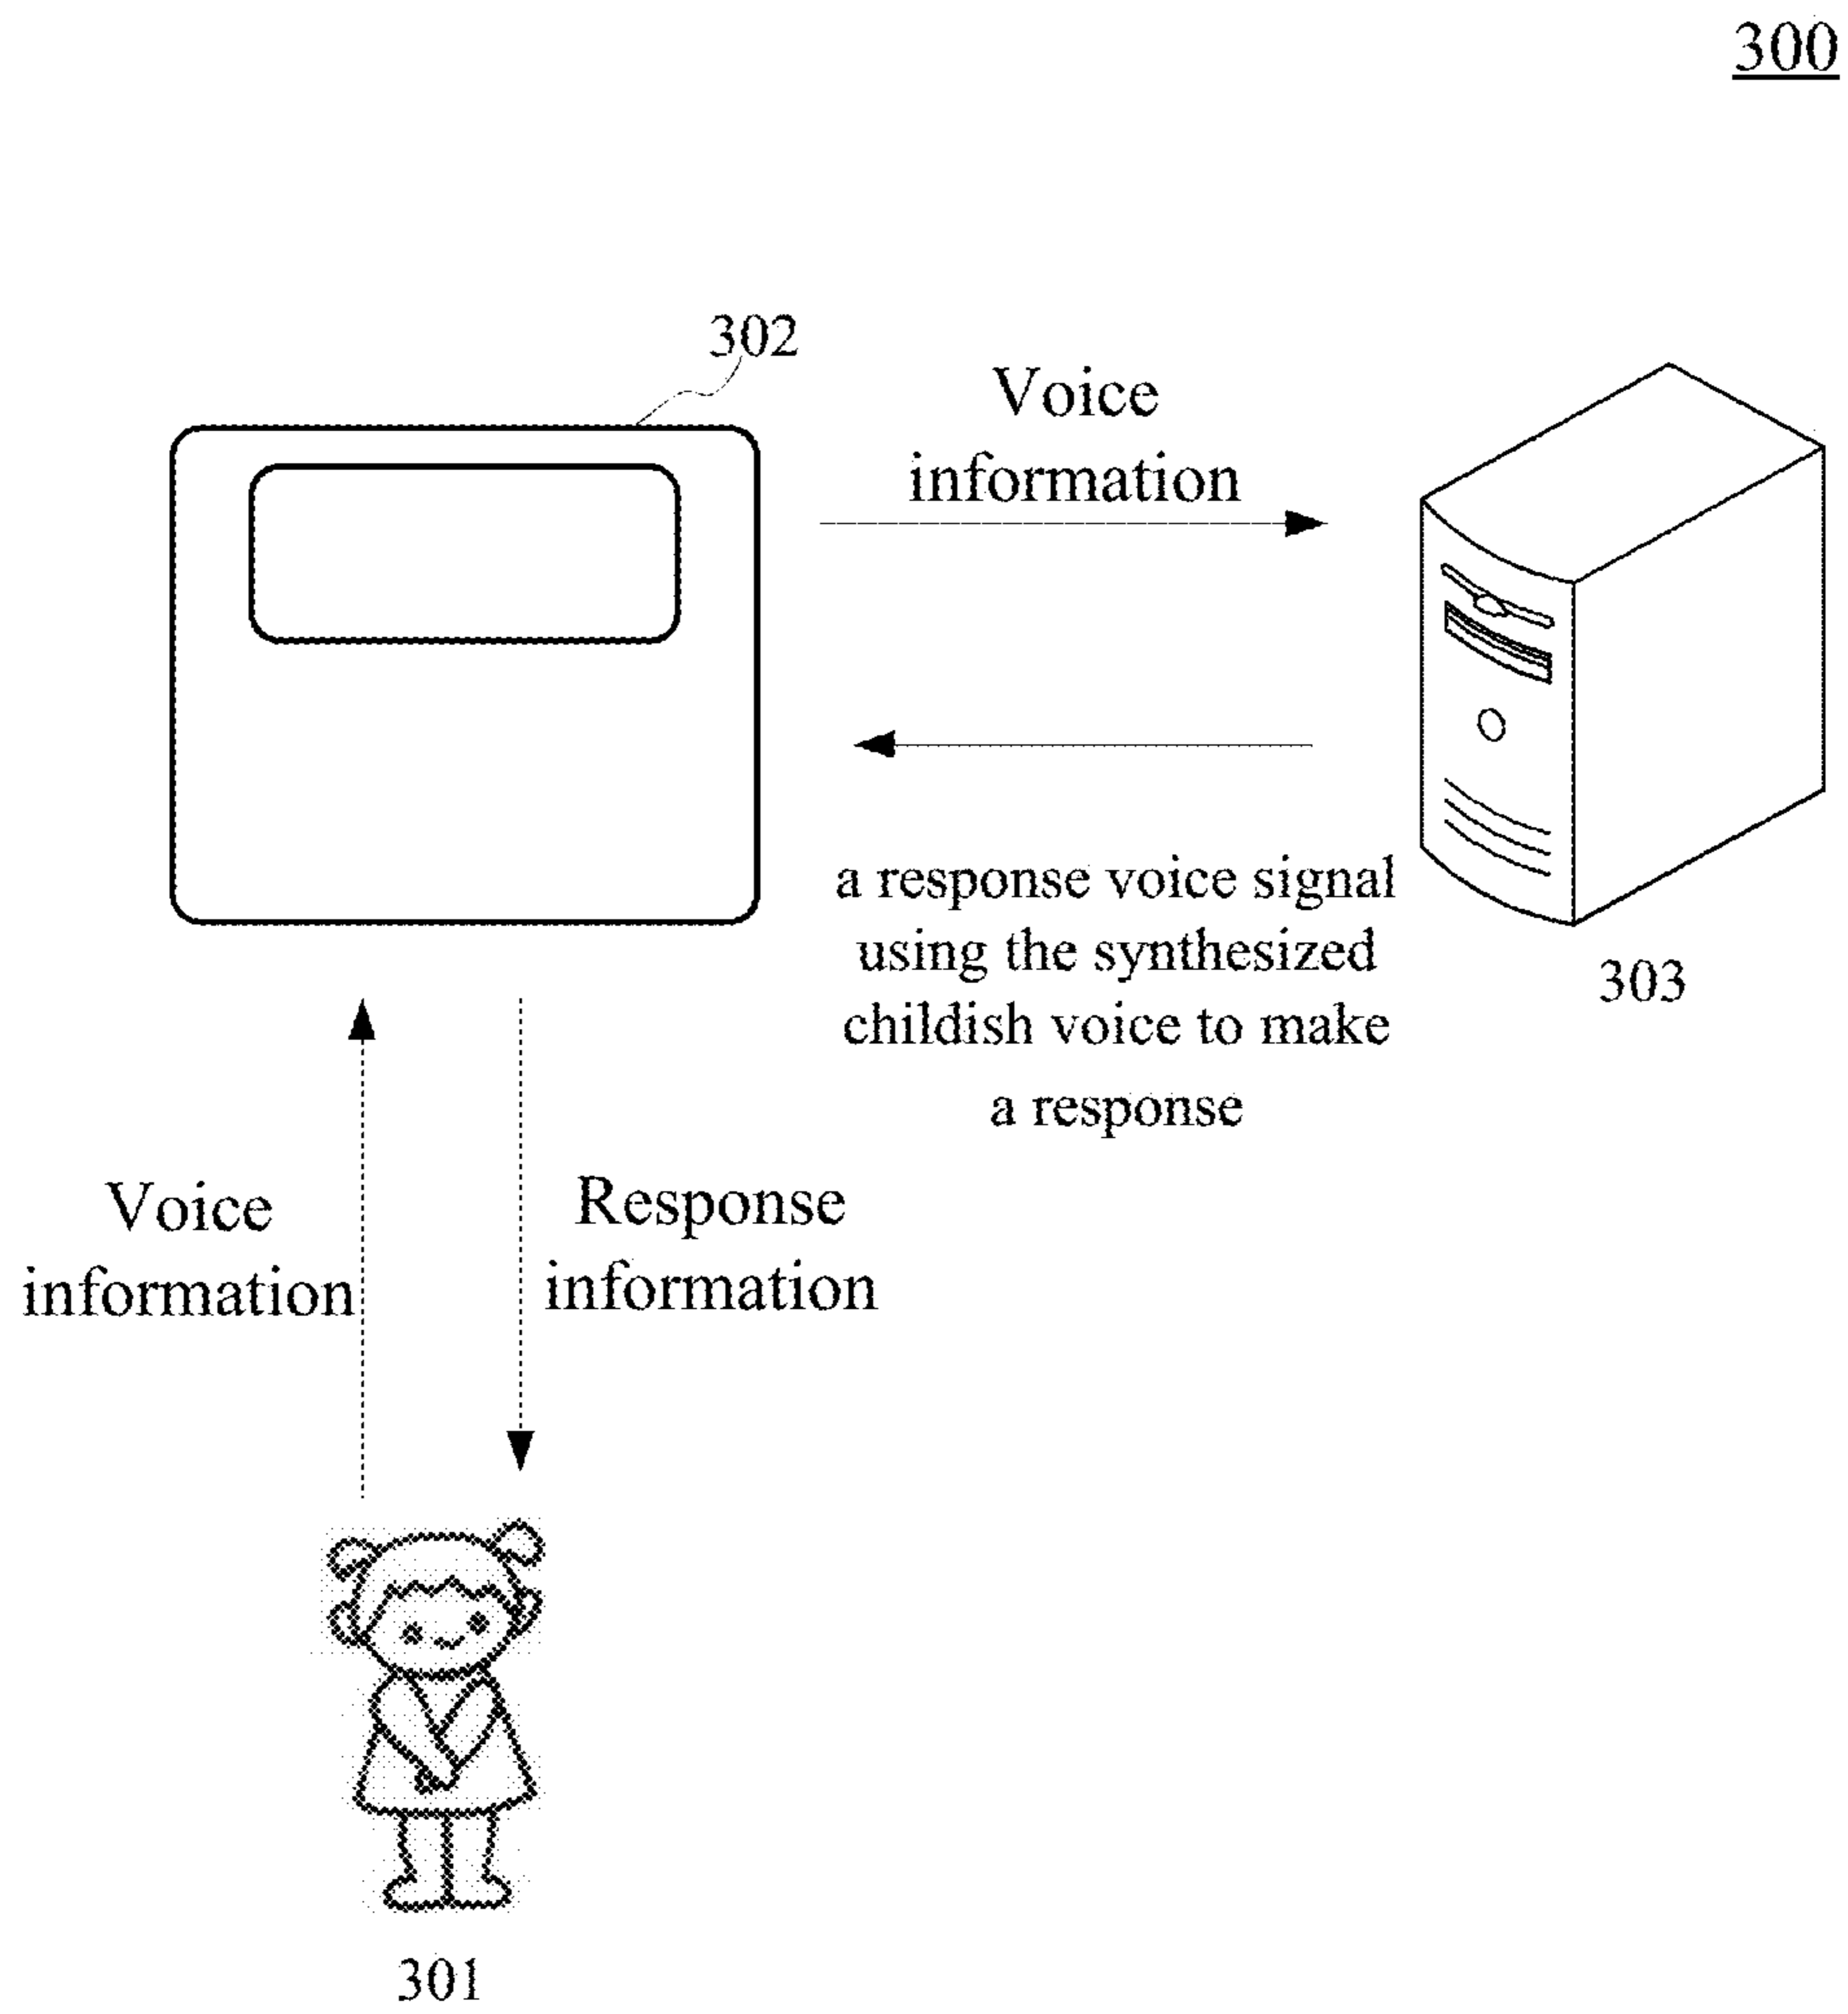 300
302
Voice
information
a response voice signal
using the synthesized
childish voice to make
a response
303
Voice
information
Response
information
301